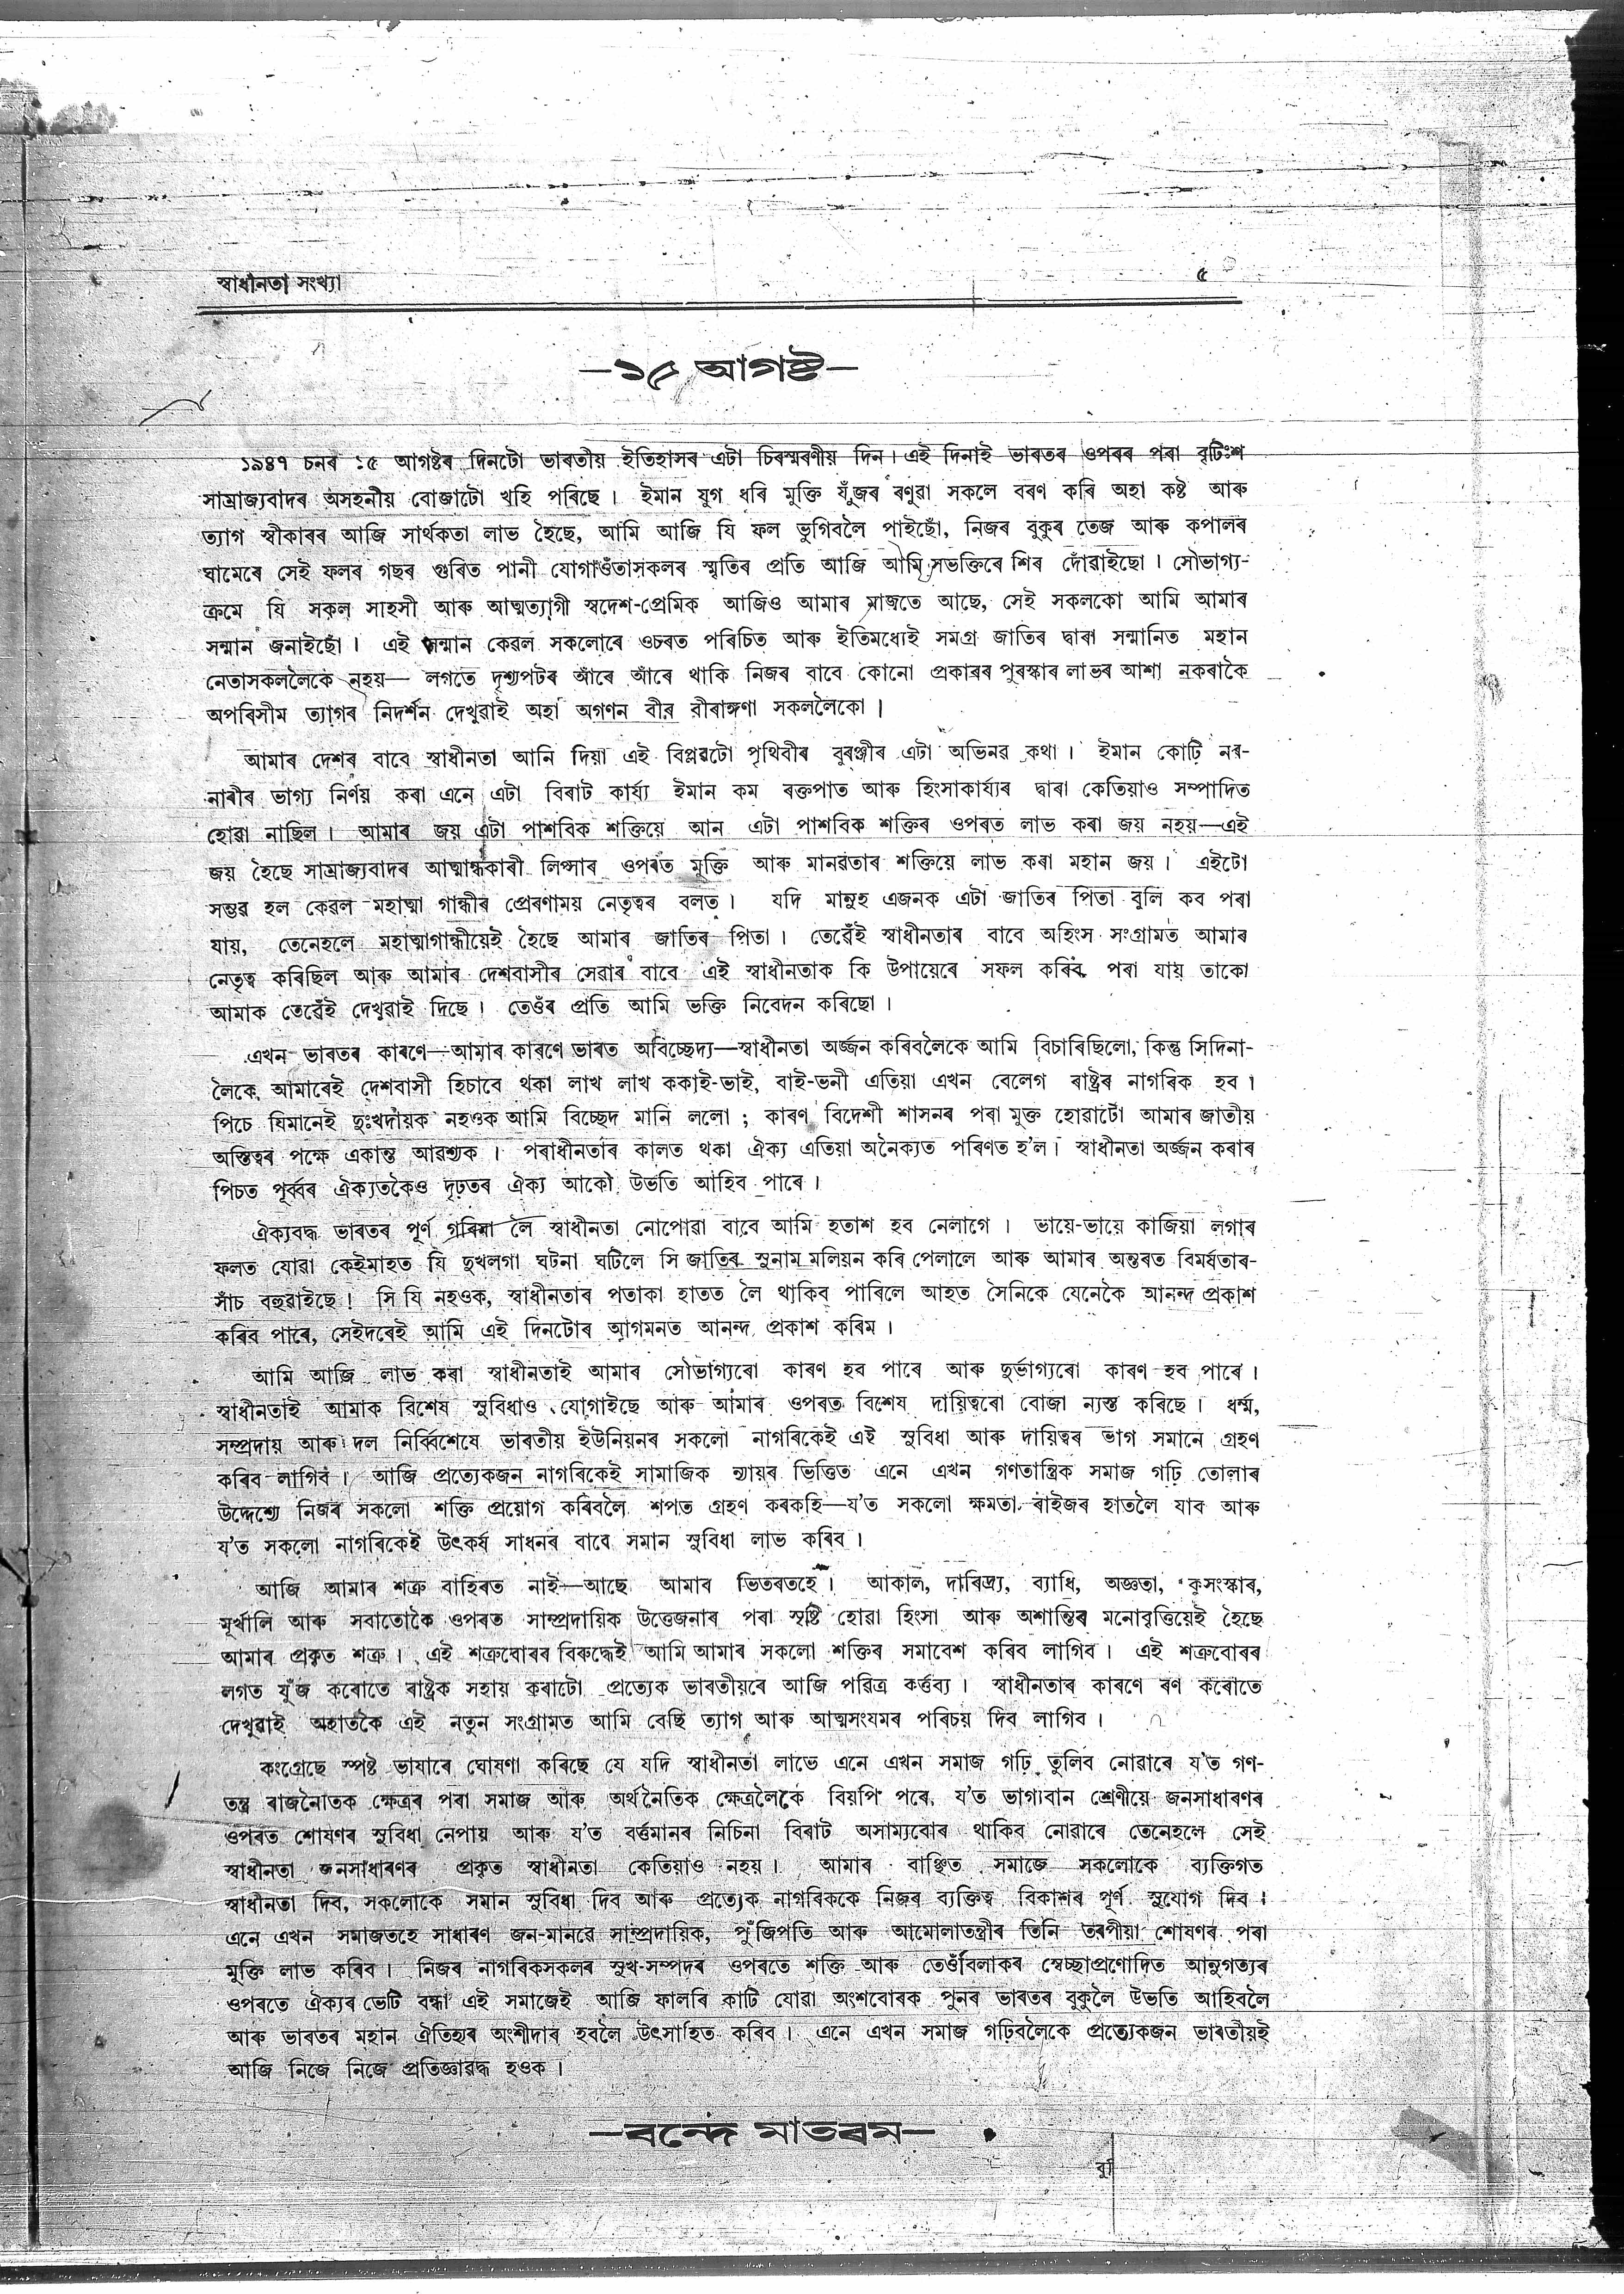 স্বাধীনতা সংখ্যা ৫
—১৫ আগষ্ট—
১৯৪৭ চনৰ ১৫ আগষ্টৰ দিনটো ভাৰতীয় ইতিহাসৰ এটা চিৰস্মৰণীয় দিন। এই দিনাই ভাৰতৰ ওপৰৰ পৰা বৃটিশ
সাম্ৰাজ্যবাদৰ অসহনীয় বোজাটো খহি পৰিছে। ইমান যুগ ধৰি মুক্তি যুঁজৰ ৰণুৱা সকলে বৰণ কৰি অহা কষ্ট আৰু
ত্যাগ স্বীকাৰৰ আজি সাৰ্থকতা লাভ হৈছে, আমি আজি যি ফল ভুগিবলৈ পাইছোঁ, নিজৰ বুকুৰ তেজ আৰু কপালৰ
ঘামেৰে সেই ফলৰ গছৰ গুৰিত পানী যোগাওঁতাসকলৰ স্মৃতিৰ প্ৰতি আজি আমি সভক্তিৰে শিৰ দোঁৱাইছো। সৌভাগ্য-
ক্ৰমে যি সকল সাহসী আৰু আত্মত্যাগী স্বদেশ-প্ৰেমিক আজিও আমাৰ মাজতে আছে, সেই সকলকো আমি আমাৰ
সন্মান জনাইছোঁ। এই সন্মান কেৱল সকলোৰে ওচৰত পৰিচিত আৰু ইতিমধ্যেই সমগ্ৰ জাতিৰ দ্বাৰা সন্মানিত মহান
নেতাসকললৈকে নহয়— লগতে দৃশ্যপটৰ আঁৰে আঁৰে থাকি নিজৰ বাবে কোনো প্ৰকাৰৰ পুৰস্কাৰ লাভৰ আশা নকৰাকৈ
অপৰিসীম ত্যাগৰ নিদৰ্শন দেখুৱাই অহা অগণন বীৰ বীৰাঙ্গণা সকললৈকো।
আমাৰ দেশৰ বাবে স্বাধীনতা আনি দিয়া এই বিপ্লৱটো পৃথিবীৰ বুৰঞ্জীৰ এটা অভিনৱ কথা। ইমান কোটি নৰ-
নাৰীৰ ভাগ্য নিৰ্ণয় কৰা এনে এটা বিৰাট কাৰ্য্য ইমান কম ৰক্তপাত আৰু হিংসাকাৰ্য্যৰ দ্বাৰা কেতিয়াও সম্পাদিত
হোৱা নাছিল। আমাৰ জয় এটা পাশবিক শক্তিয়ে আন এটা পাশবিক শক্তিৰ ওপৰত লাভ কৰা জয় নহয়—এই
জয় হৈছে সাম্ৰাজ্যবাদৰ আত্মান্ধকাৰী লিপ্সাৰ ওপৰত মুক্তি আৰু মানৱতাৰ শক্তিয়ে লাভ কৰা মহান জয়। এইটো
সম্ভৱ হল কেৱল মহাত্মা গান্ধীৰ প্ৰেৰণাময় নেতৃত্বৰ বলত। যদি মানুহ এজনক এটা জাতিৰ পিতা বুলি কব পৰা
যায়, তেনেহলে মহাত্মাগান্ধীয়েই হৈছে আমাৰ জাতিৰ পিতা। তেৱেঁই স্বাধীনতাৰ বাবে অহিংস সংগ্ৰামত আমাৰ
নেতৃত্ব কৰিছিল আৰু আমাৰ দেশবাসীৰ সেৱাৰ বাবে এই স্বাধীনতাক কি উপায়েৰে সফল কৰিব পৰা যায় তাকো
আমাক তেৱেঁই দেখুৱাই দিছে। তেওঁৰ প্ৰতি আমি ভক্তি নিবেদন কৰিছো।
এখন ভাৰতৰ কাৰণে—আমাৰ কাৰণে ভাৰত অবিচ্ছেদ্য—স্বাধীনতা অৰ্জ্জন কৰিবলৈকে আমি বিচাৰিছিলো, কিন্তু সিদিনা-
লৈকে আমাৰেই দেশবাসী হিচাবে থকা লাখ লাখ ককাই-ভাই, বাই-ভনী এতিয়া এখন বেলেগ ৰাষ্ট্ৰৰ নাগৰিক হব।
পিচে যিমানেই দুঃখদায়ক নহওক আমি বিচ্ছেদ মানি ললো; কাৰণ বিদেশী শাসনৰ পৰা মুক্ত হোৱাটো আমাৰ জাতীয়
অস্তিত্বৰ পক্ষে একান্ত আৱশ্যক। পৰাধীনতাৰ কালত থকা ঐক্য এতিয়া অনৈক্যত পৰিণত হ'ল। স্বাধীনতা অৰ্জ্জন কৰাৰ
পিচত পূৰ্ব্বৰ ঐক্যতকৈও দৃঢ়তৰ ঐক্য আকৌ উভতি আহিব পাৰে।
ঐক্যবদ্ধ ভাৰতৰ পূৰ্ণ গৰিমা লৈ স্বাধীনতা নোপোৱা বাবে আমি হতাশ হব নেলাগে। ভায়ে-ভায়ে কাজিয়া লগাৰ
ফলত যোৱা কেইমাহত যি দুখলগা ঘটনা ঘটিলে সি জাতিৰ সুনাম মলিয়ন কৰি পেলালে আৰু আমাৰ অন্তৰত বিমৰ্ষতাৰ-
সাঁচ বহুৱাইছে! সি যি নহওক, স্বাধীনতাৰ পতাকা হাতত লৈ থাকিব পাৰিলে আহত সৈনিকে যেনেকৈ আনন্দ প্ৰকাশ
কৰিব পাৰে, সেইদৰেই আমি এই দিনটোৰ আগমনত আনন্দ প্ৰকাশ কৰিম।
আমি আজি লাভ কৰা স্বাধীনতাই আমাৰ সৌভাগ্যৰো কাৰণ হব পাৰে আৰু দুৰ্ভাগ্যৰো কাৰণ হব পাৰে।
স্বাধীনতাই আমাক বিশেষ সুবিধাও যোগাইছে আৰু আমাৰ ওপৰত বিশেষ দায়িত্বৰো বোজা ন্যস্ত কৰিছে। ধৰ্ম্ম,
সম্প্ৰদায় আৰু দল নিৰ্ব্বিশেষে ভাৰতীয় ইউনিয়নৰ সকলো নাগৰিকেই এই সুবিধা আৰু দায়িত্বৰ ভাগ সমানে গ্ৰহণ
কৰিব লাগিব। আজি প্ৰত্যেকজন নাগৰিকেই সামাজিক ন্যায়ৰ ভিত্তিত এনে এখন গণতান্ত্ৰিক সমাজ গঢ়ি তোলাৰ
উদ্দেশ্যে নিজৰ সকলো শক্তি প্ৰয়োগ কৰিবলৈ শপত গ্ৰহণ কৰকহি—য'ত সকলো ক্ষমতা ৰাইজৰ হাতলৈ যাব আৰু
য'ত সকলো নাগৰিকেই উৎকৰ্ষ সাধনৰ বাবে সমান সুবিধা লাভ কৰিব।
আজি আমাৰ শত্ৰু বাহিৰত নাই—আছে আমাৰ ভিতৰতহে। আকাল, দাৰিদ্ৰ্য, ব্যাধি, অজ্ঞতা, কুসংস্কাৰ,
মূৰ্খালি আৰু সবাতোকৈ ওপৰত সাম্প্ৰদায়িক উত্তেজনাৰ পৰা সৃষ্টি হোৱা হিংসা আৰু অশান্তিৰ মনোবৃত্তিয়েই হৈছে
আমাৰ প্ৰকৃত শত্ৰু। এই শত্ৰুবোৰৰ বিৰুদ্ধেই আমি আমাৰ সকলো শক্তিৰ সমাবেশ কৰিব লাগিব। এই শত্ৰুবোৰৰ
লগত যুঁজ কৰোতে ৰাষ্ট্ৰক সহায় কৰাটো প্ৰত্যেক ভাৰতীয়ৰে আজি পৱিত্ৰ কৰ্ত্তব্য। স্বাধীনতাৰ কাৰণে ৰণ কৰোতে
দেখুৱাই অহাতকৈ এই নতুন সংগ্ৰামত আমি বেছি ত্যাগ আৰু আত্মসংযমৰ পৰিচয় দিব লাগিব।
কংগ্ৰেছে স্পষ্ট ভাষাৰে ঘোষণা কৰিছে যে যদি স্বাধীনতা লাভে এনে এখন সমাজ গঢ়ি তুলিব নোৱাৰে য'ত গণ-
তন্ত্ৰ ৰাজনৈতক ক্ষেত্ৰৰ পৰা সমাজ আৰু অৰ্থনৈতিক ক্ষেত্ৰলৈকে বিয়পি পৰে, য'ত ভাগ্যবান শ্ৰেণীয়ে জনসাধাৰণৰ
ওপৰত শোষণৰ সুবিধা নেপায় আৰু য'ত বৰ্ত্তমানৰ নিচিনা বিৰাট অসাম্যবোৰ থাকিব নোৱাৰে তেনেহলে সেই
স্বাধীনতা জনসাধাৰণৰ প্ৰকৃত স্বাধীনতা কেতিয়াও নহয়। আমাৰ বাঞ্ছিত সমাজে সকলোকে ব্যক্তিগত
স্বাধীনতা দিব, সকলোকে সমান সুবিধা দিব আৰু প্ৰত্যেক নাগৰিককে নিজৰ ব্যক্তিত্ব বিকাশৰ পূৰ্ণ সুযোগ দিব।
এনে এখন সমাজতহে সাধাৰণ জন-মানৱে সাম্প্ৰদায়িক, পুঁজিপতি আৰু আমোলাতন্ত্ৰীৰ তিনি তৰপীয়া শোষণৰ পৰা
মুক্তি লাভ কৰিব। নিজৰ নাগৰিকসকলৰ সুখ-সম্পদৰ ওপৰতে শক্তি আৰু তেওঁবিলাকৰ স্বেচ্ছাপ্ৰণোদিত আনুগত্যৰ
ওপৰতে ঐক্যৰ ভেটি বন্ধা এই সমাজেই আজি ফালৰি কাটি যোৱা অংশবোৰক পুনৰ ভাৰতৰ বুকুলৈ উভতি আহিবলৈ
আৰু ভাৰতৰ মহান ঐতিহ্যৰ অংশীদাৰ হবলৈ উৎসাহিত কৰিব। এনে এখন সমাজ গঢ়িবলৈকে প্ৰত্যেকজন ভাৰতীয়ই
আজি নিজে নিজে প্ৰতিজ্ঞাৱদ্ধ হওক।
—বন্দে মাতৰম—